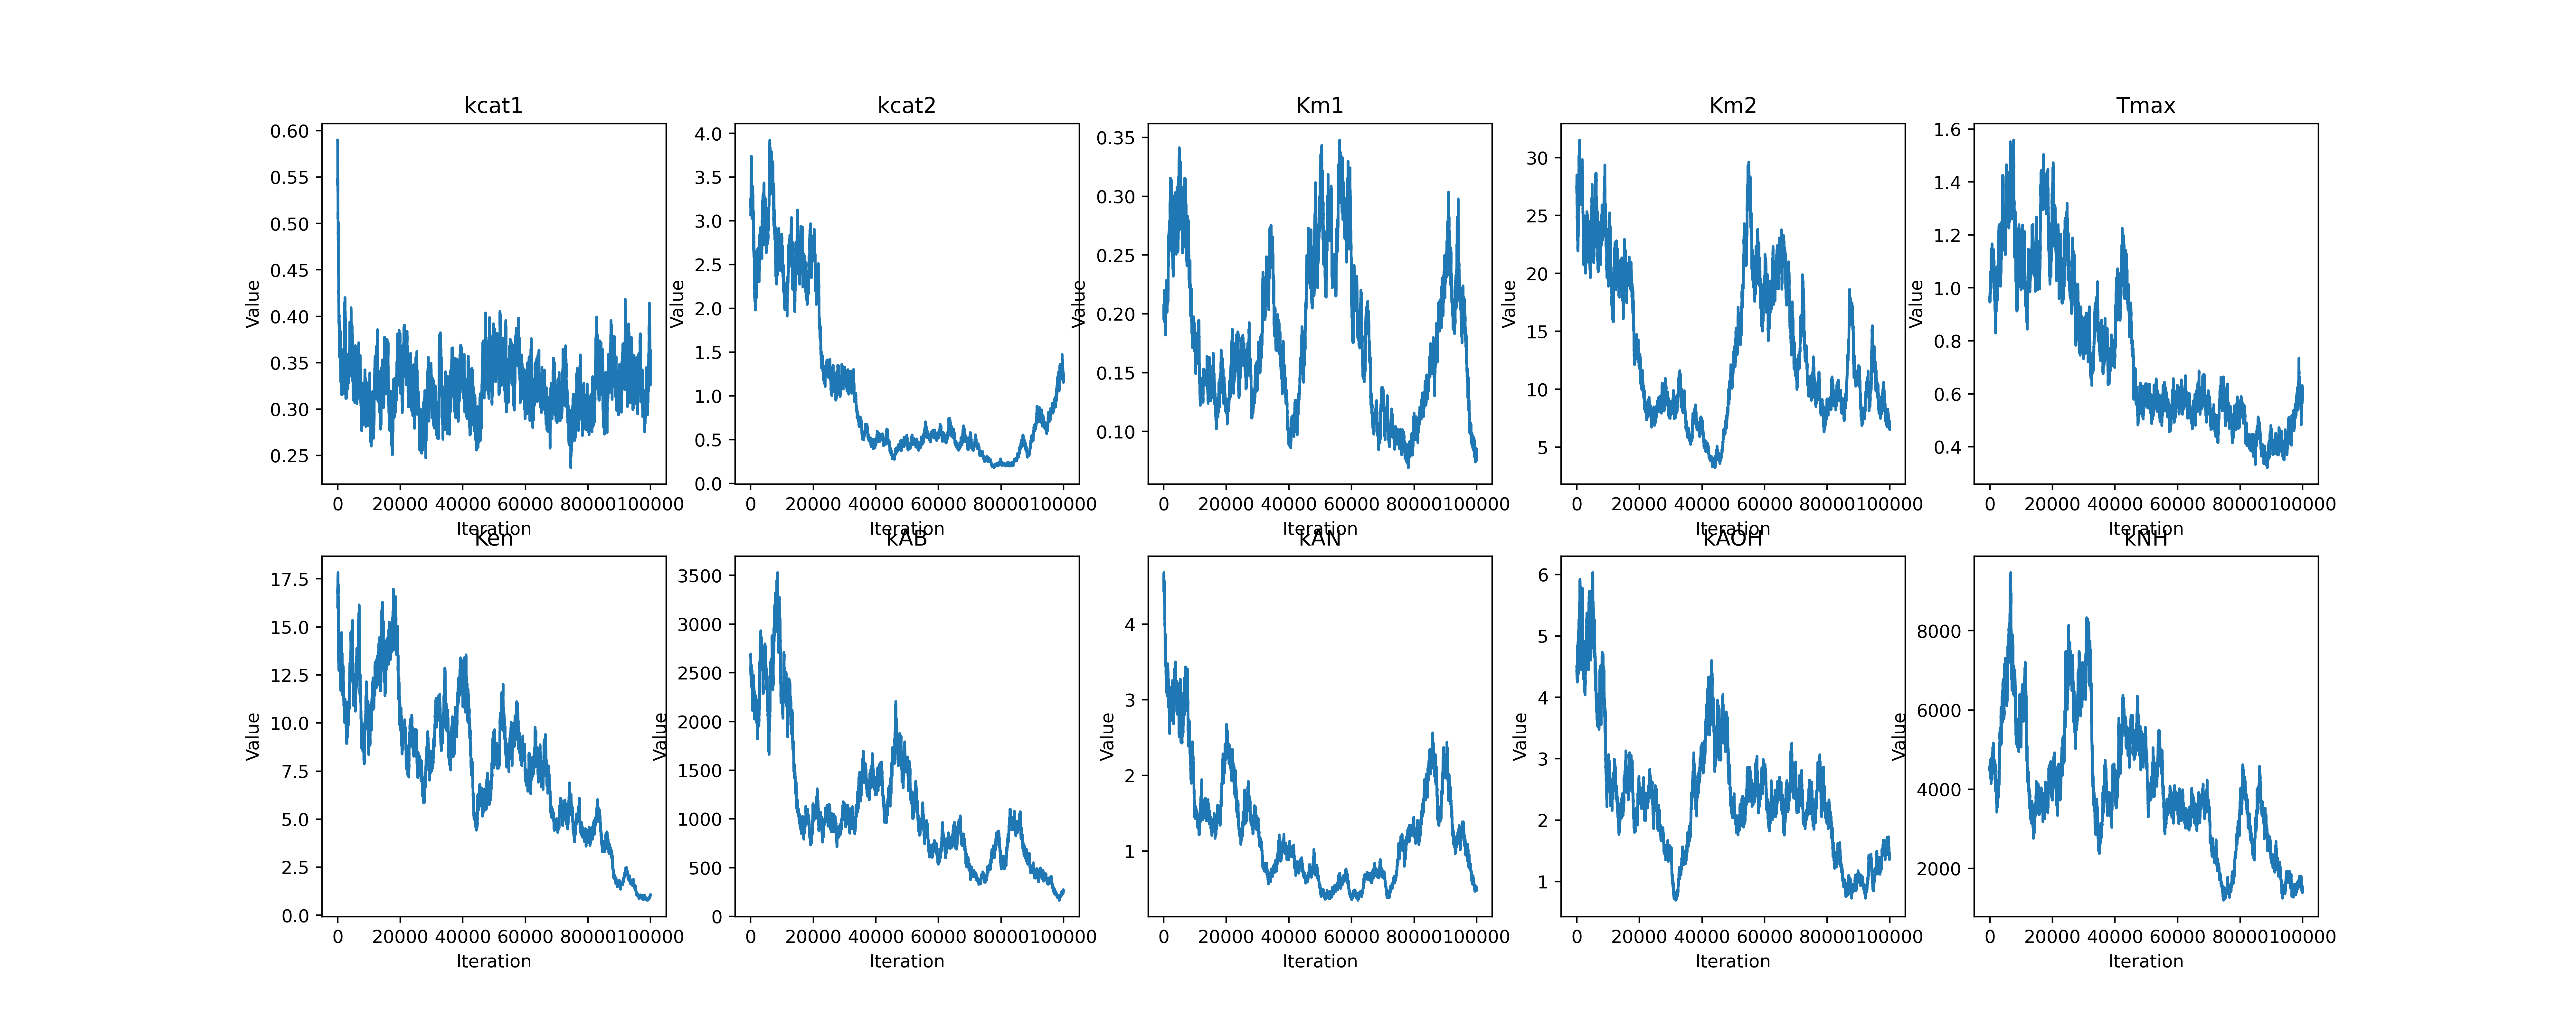 kcat1
kcat2
Km1
Km2
Tmax
0.60
0.55
0.50
0.45
0.40
0.35
0.30
0.25
Value
0 20000 40000 60000 80000100000
Iteration
4.0
3.5
3.0
2.5
2.0
1.5
1.0
0.5
0.0
Value
0 20000 40000 60000 80000100000
Iteration
0.35
0.30
0.25
0.20
0.15
0.10
Value
0 20000 40000 60000 80000100000
Iteration
30
25
20
15
10
5
Value
0 20000 40000 60000 80000100000
Iteration
1.6
1.4
1.2
1.0
0.8
0.6
0.4
Value
0 20000 40000 60000 80000100000
Iteration
Ken
kAB
kAN
kAOH
kNH
17.5
15.0
12.5
10.0
7.5
5.0
2.5
0.0
Value
0 20000 40000 60000 80000100000
Iteration
3500
3000
2500
2000
1500
1000
500
0
Value
0 20000 40000 60000 80000100000
Iteration
4
3
2
1
Value
0 20000 40000 60000 80000100000
Iteration
6
5
4
3
2
1
Value
0 20000 40000 60000 80000100000
Iteration
8000
6000
4000
2000
Value
0 20000 40000 60000 80000100000
Iteration